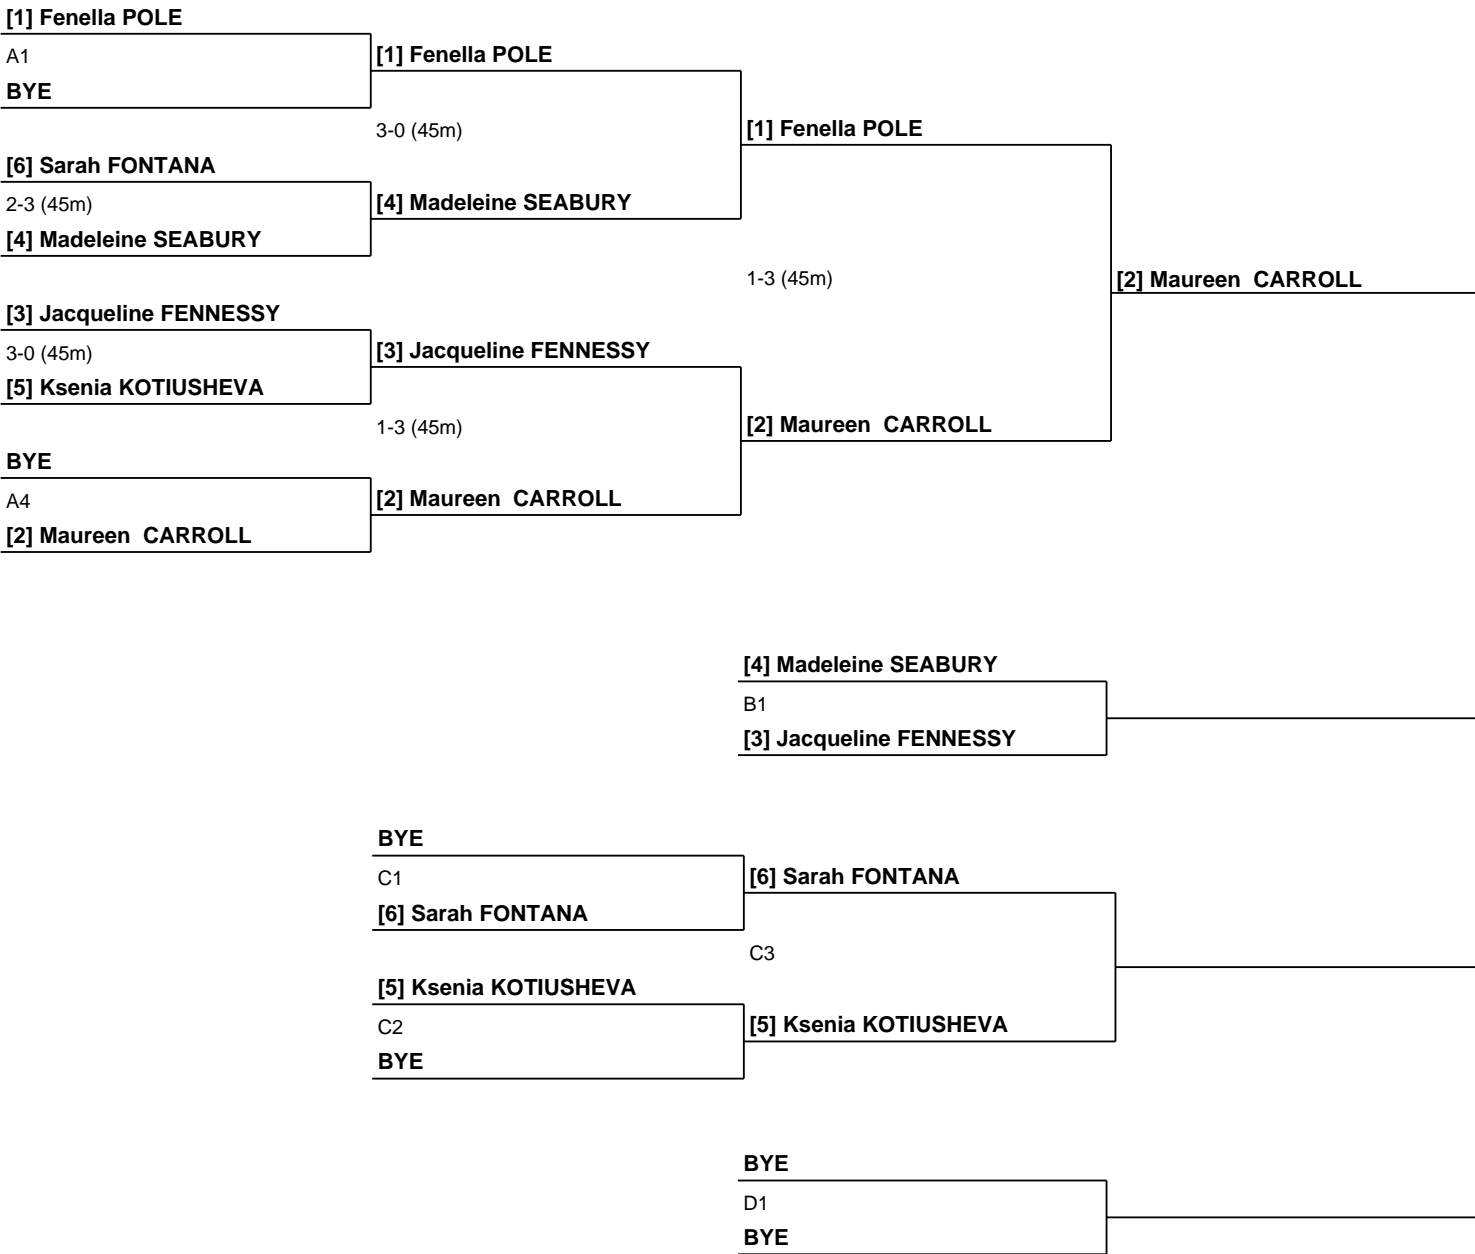 [1] Fenella POLE
A1
BYE
[1] Fenella POLE
3-0 (45m)
[6] Sarah FONTANA
2-3 (45m)
[4] Madeleine SEABURY
[4] Madeleine SEABURY
[1] Fenella POLE
1-3 (45m)
[2] Maureen  CARROLL
[3] Jacqueline FENNESSY
3-0 (45m)
[5] Ksenia KOTIUSHEVA
[3] Jacqueline FENNESSY
1-3 (45m)
[2] Maureen  CARROLL
BYE
A4
[2] Maureen  CARROLL
[2] Maureen  CARROLL
[4] Madeleine SEABURY
B1
[3] Jacqueline FENNESSY
BYE
C1
[6] Sarah FONTANA
[6] Sarah FONTANA
C3
[5] Ksenia KOTIUSHEVA
C2
BYE
[5] Ksenia KOTIUSHEVA
BYE
D1
BYE